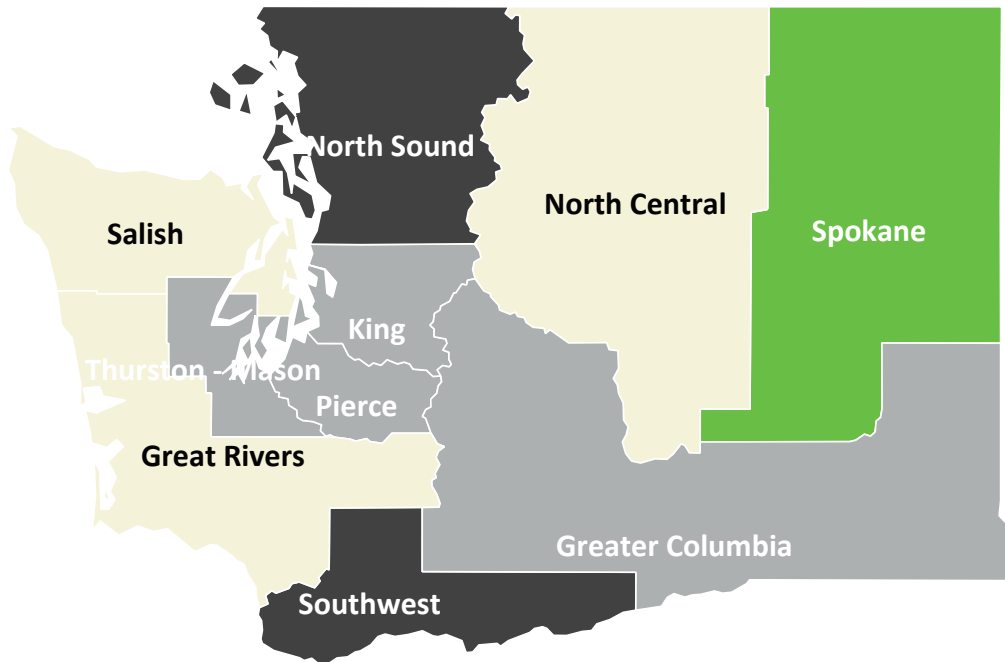 North Sound
North Central
Salish
Spokane
King
Thurston - Mason
Pierce
Great Rivers
Greater Columbia
Southwest